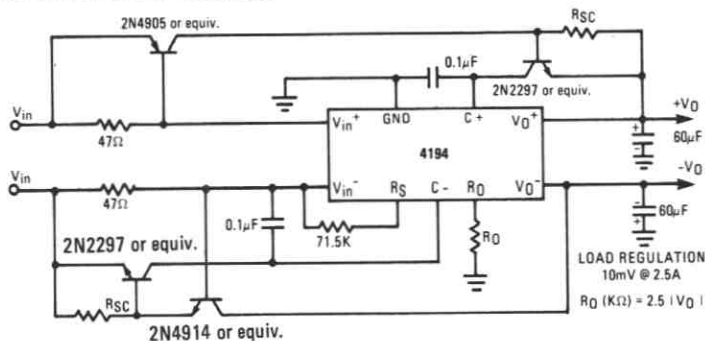 2N4905 or equiv.
RSC
0.1μF
2N2297 or equiv.
Vin
47Ω
Vin+
GND
C+
VO+
+VO
60μF
4194
Vin
47Ω
Vin-
RS
C-
RO
VO-
-VO
0.1μF
71.5K
RO
60μF
2N2297 or equiv.
RSC
2N4914 or equiv.
LOAD REGULATION
10mV @ 2.5A
RO (KΩ) = 2.5 |VO|